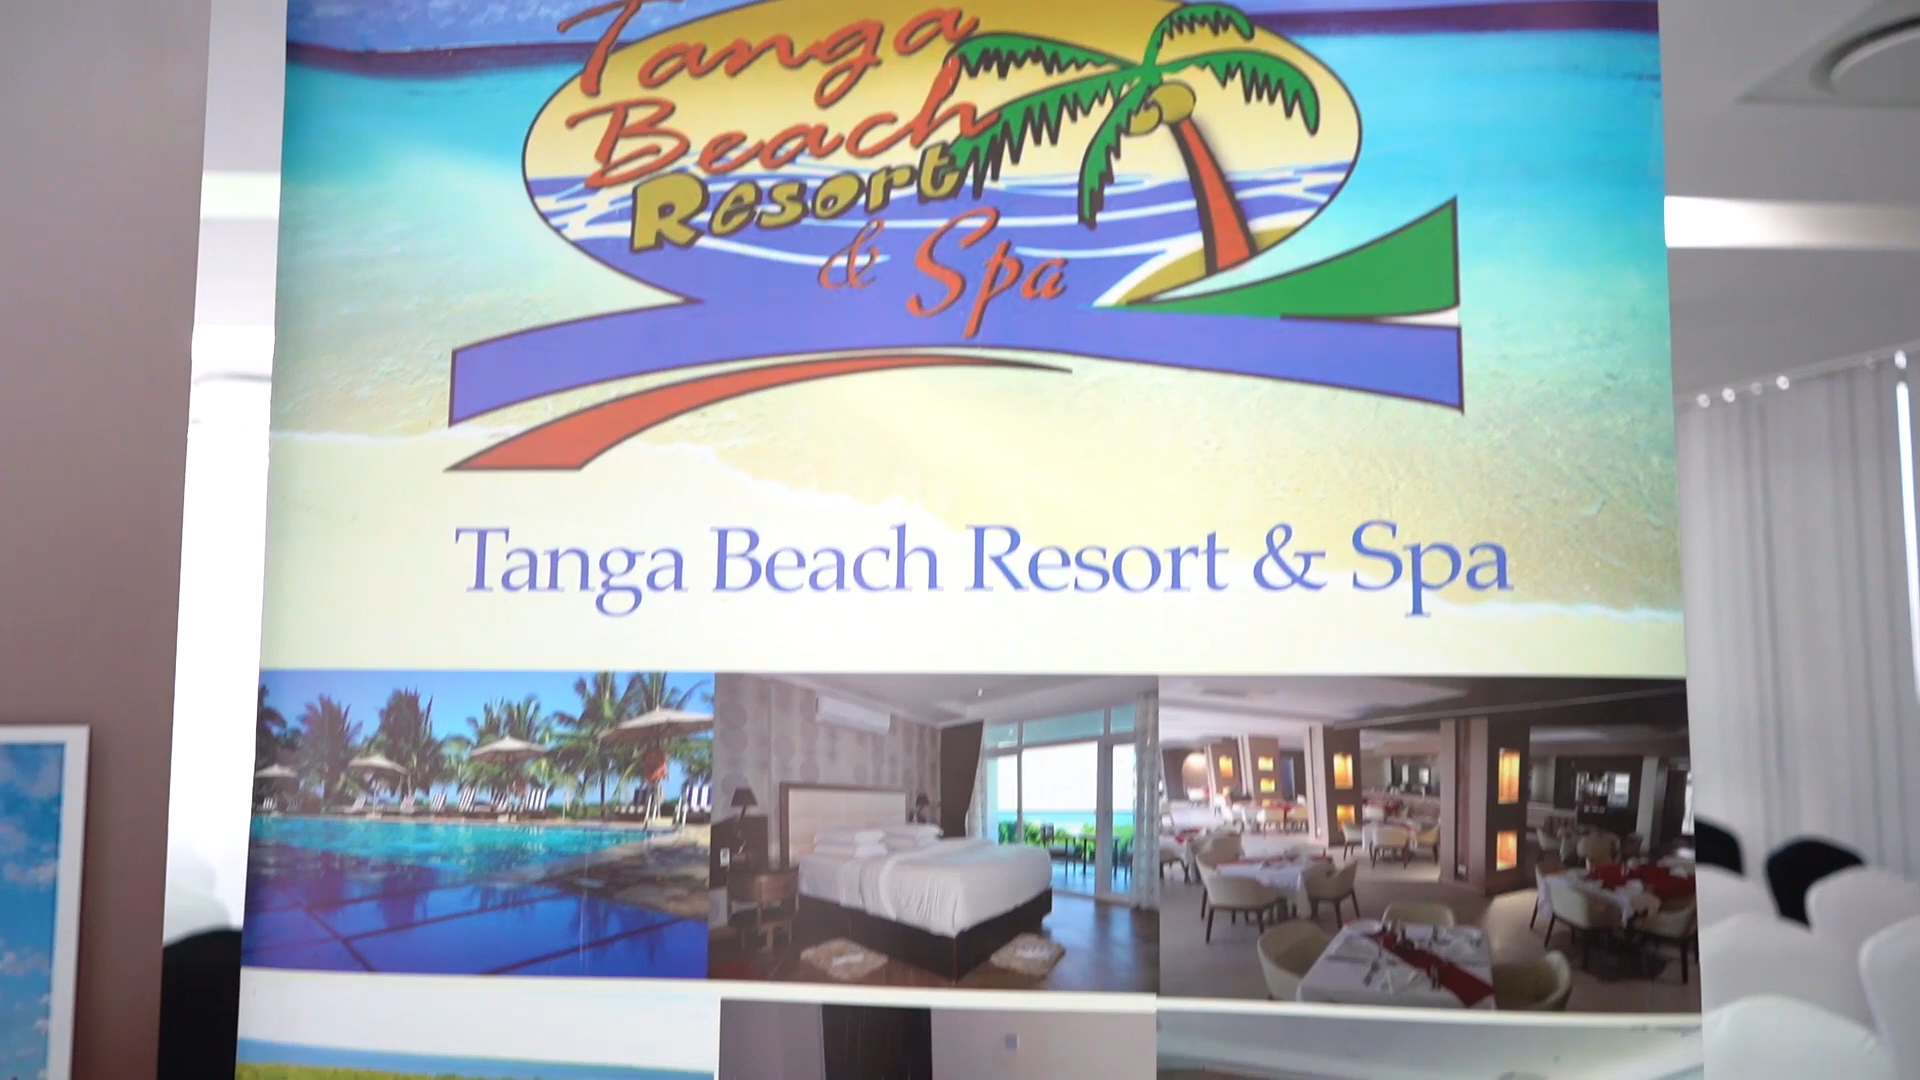 Tanga
Beach
Resort
& Spa
Tanga Beach Resort & Spa